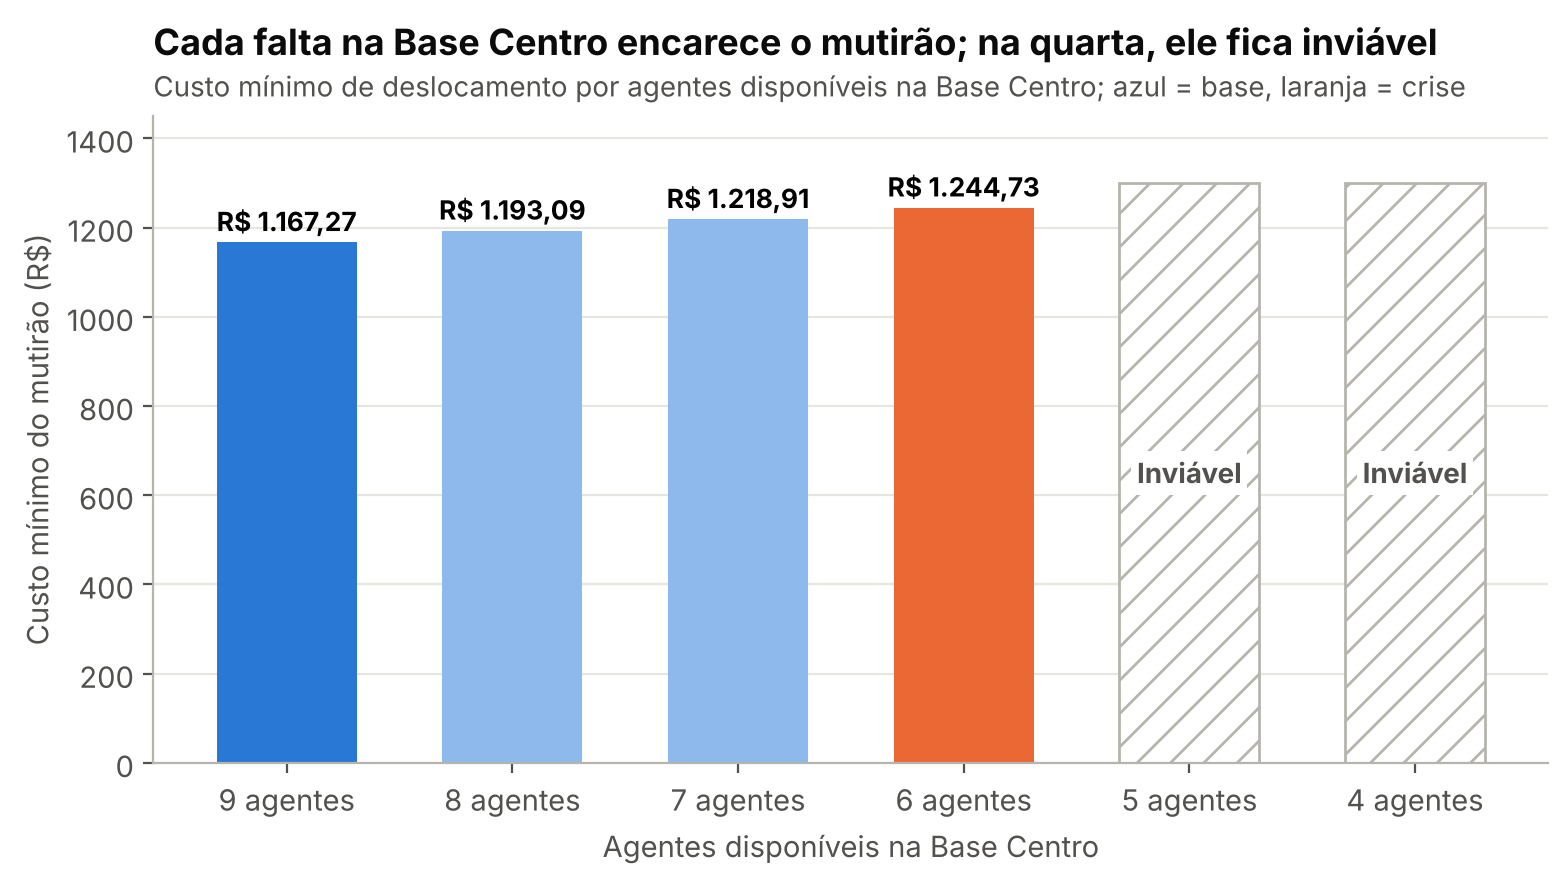 Cada falta na Base Centro encarece o mutirão; na quarta, ele fica inviável
Custo mínimo de deslocamento por agentes disponíveis na Base Centro; azul = base, laranja = crise
Custo mínimo do mutirão (R$)
1400
1200
1000
800
600
400
200
0
R$ 1.167,27
R$ 1.193,09
R$ 1.218,91
R$ 1.244,73
Inviável
Inviável
9 agentes
8 agentes
7 agentes
6 agentes
5 agentes
4 agentes
Agentes disponíveis na Base Centro